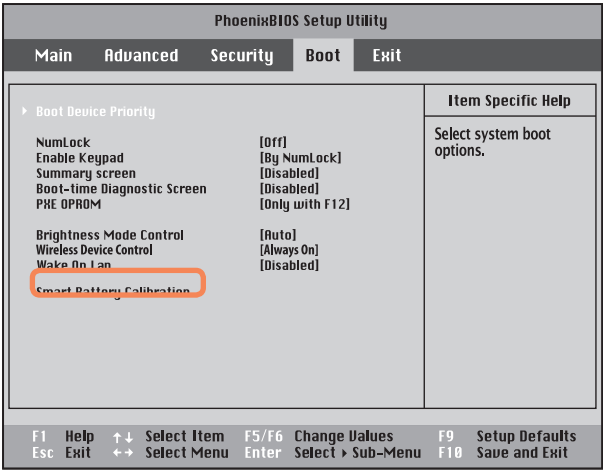 PhoenixBIOS Setup Utility
Main Advanced Security Boot Exit
Boot Device Priority
NumLock [Off]
Enable Keypad [By NumLock]
Summary screen [Disabled]
Boot-time Diagnostic Screen [Disabled]
PXE OPROM [Only with F12]
Brightness Mode Control [Auto]
Wireless Device Control [Always On]
Wake On Lan [Disabled]
Smart Battery Calibration
Item Specific Help
Select system boot
options.
F1 Help ↑↓ Select Item F5/F6 Change Values F9 Setup Defaults
Esc Exit ←→ Select Menu Enter Select ▸ Sub-Menu F10 Save and Exit